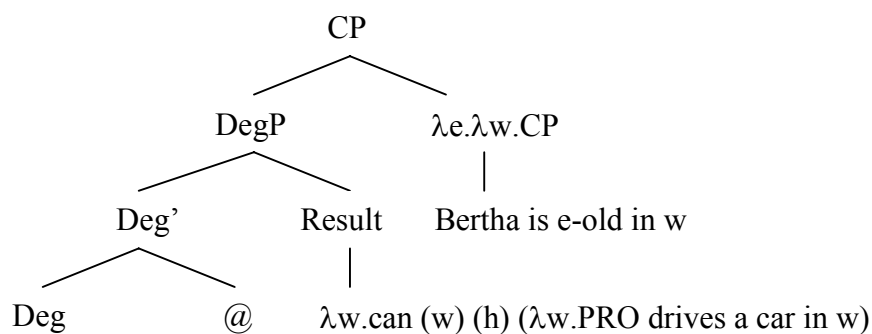 CP
DegP λe.λw.CP
Deg’ Result Bertha is e-old in w
Deg @ λw.can (w) (h) (λw.PRO drives a car in w)